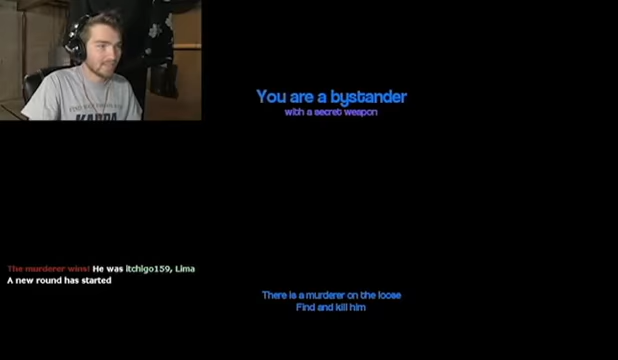 You are a bystander
with a secret weapon
KAPPA
The murderer wins! He was itchigo159, Lima
A new round has started
There is a murderer on the loose
Find and kill him